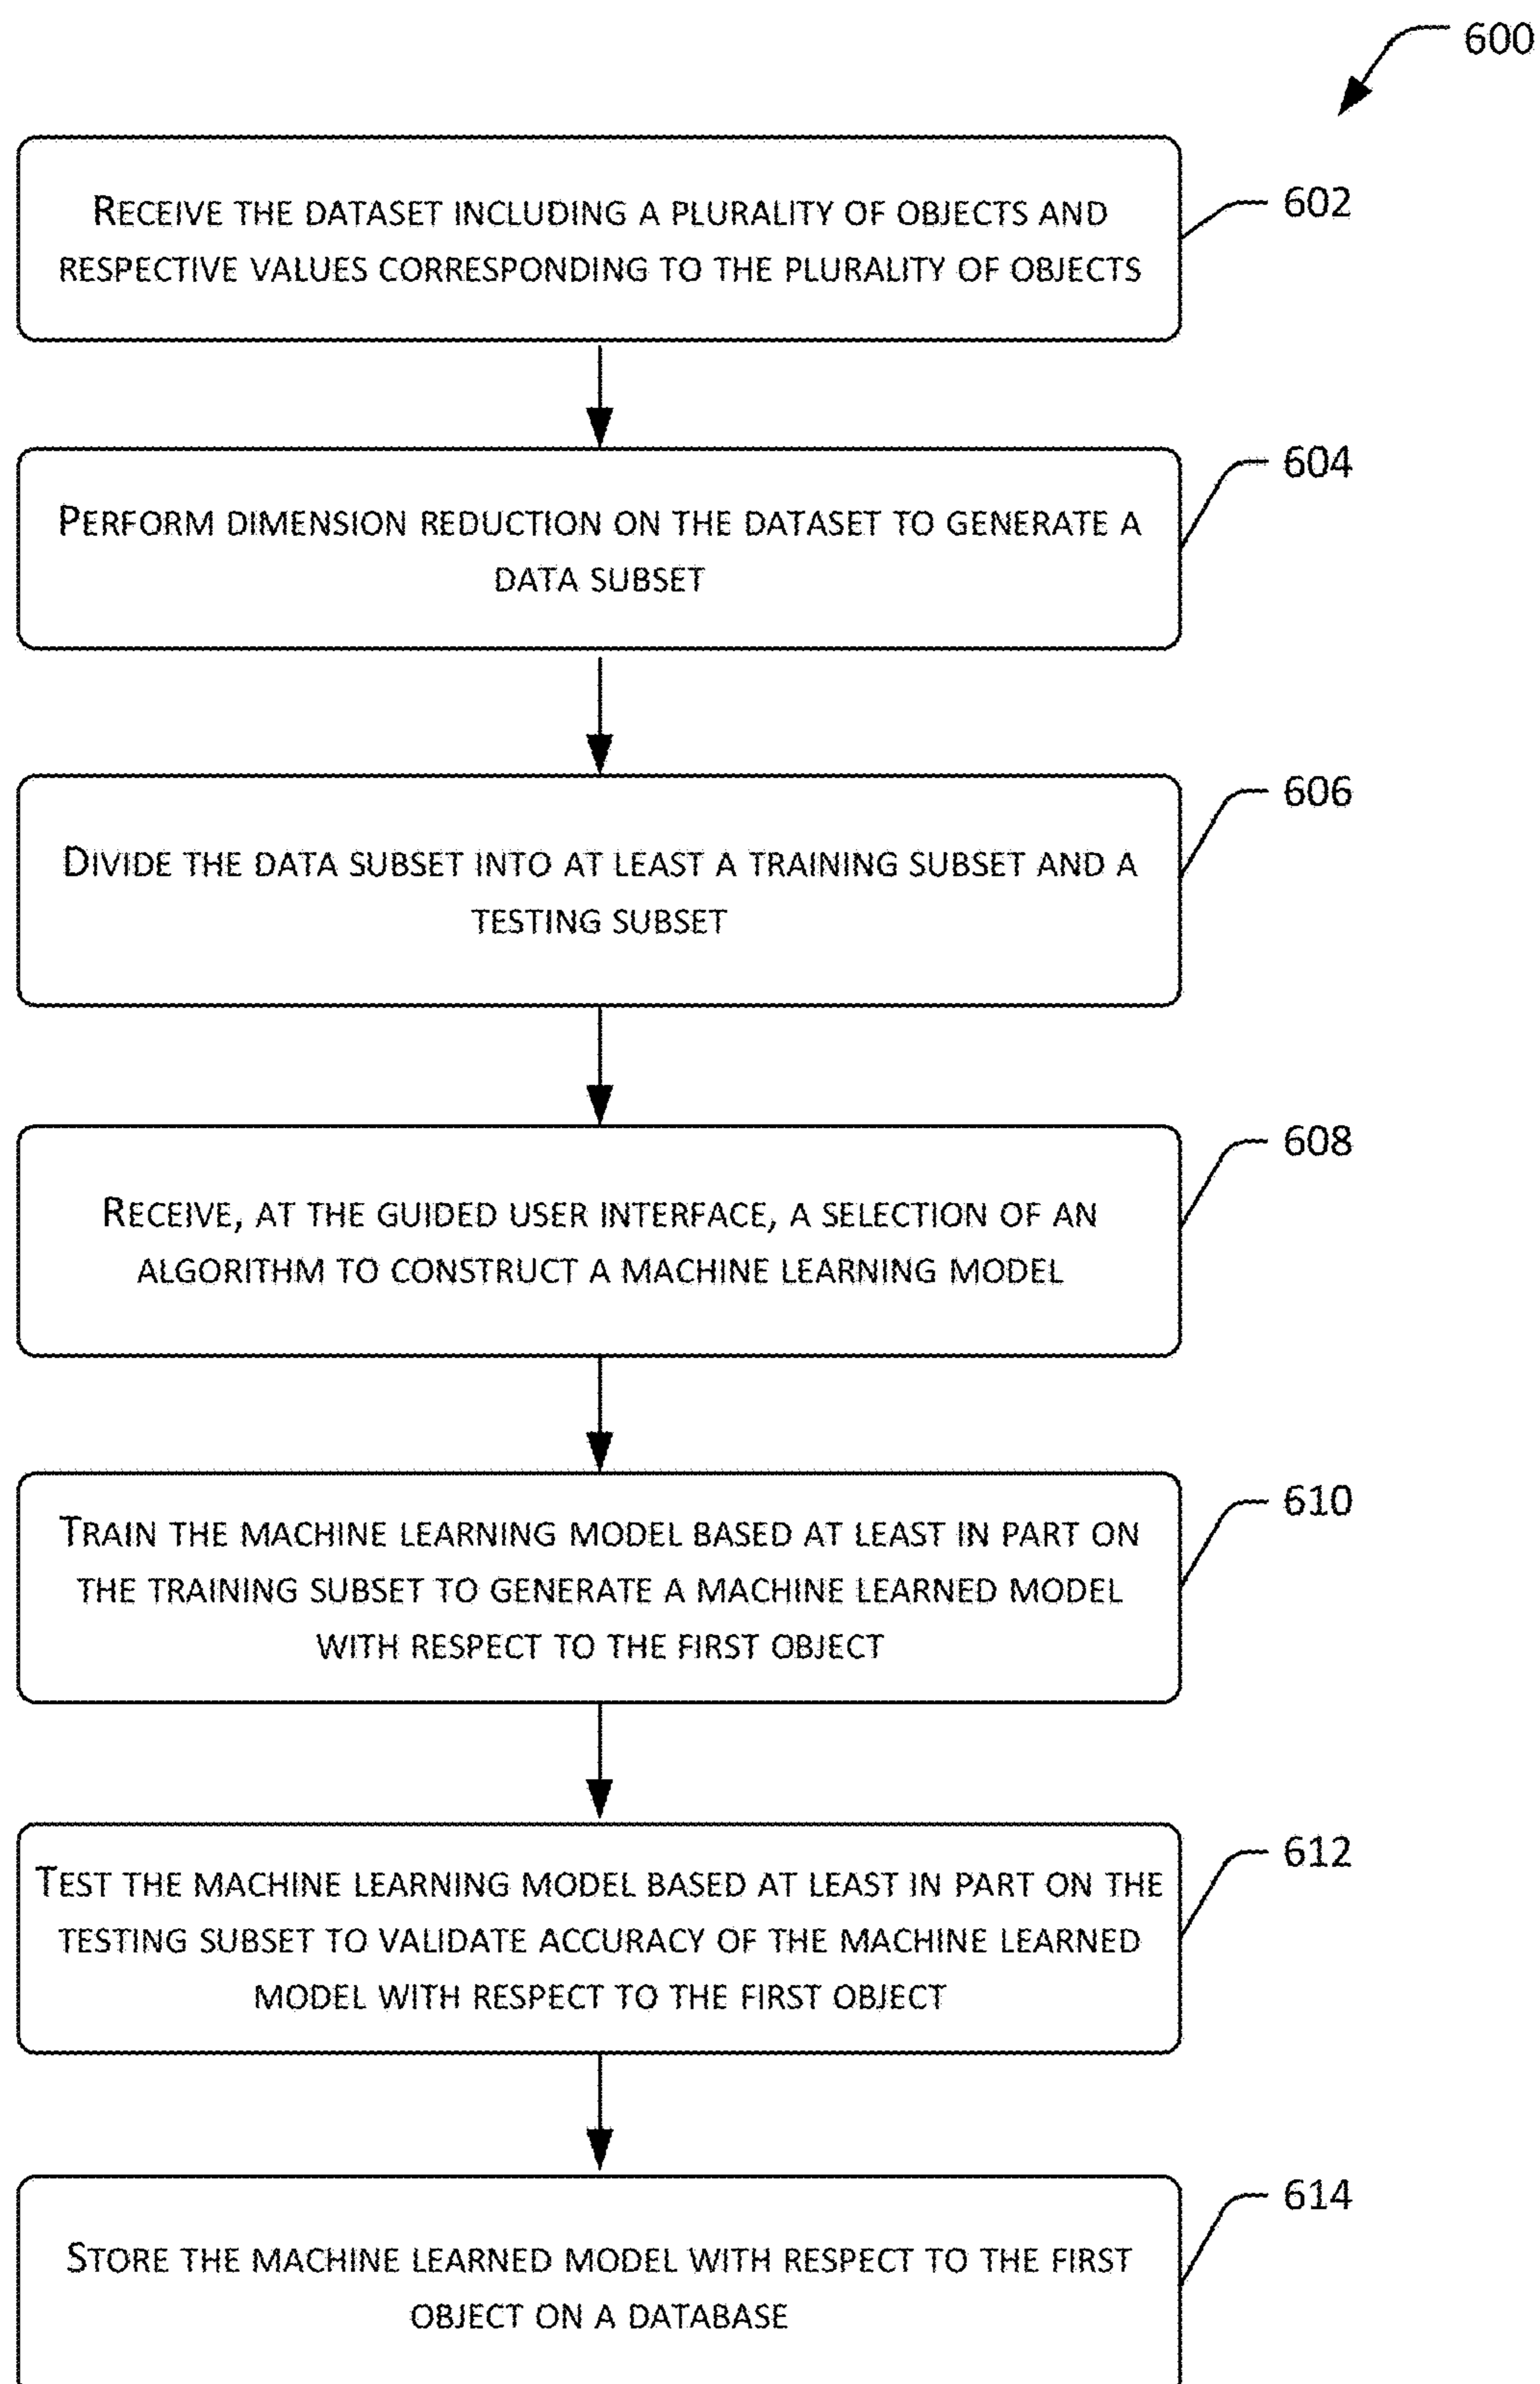 600
RECEIVE THE DATASET INCLUDING A PLURALITY OF OBJECTS AND
RESPECTIVE VALUES CORRESPONDING TO THE PLURALITY OF OBJECTS
602
PERFORM DIMENSION REDUCTION ON THE DATASET TO GENERATE A
DATA SUBSET
604
DIVIDE THE DATA SUBSET INTO AT LEAST A TRAINING SUBSET AND A
TESTING SUBSET
606
RECEIVE, AT THE GUIDED USER INTERFACE, A SELECTION OF AN
ALGORITHM TO CONSTRUCT A MACHINE LEARNING MODEL
608
TRAIN THE MACHINE LEARNING MODEL BASED AT LEAST IN PART ON
THE TRAINING SUBSET TO GENERATE A MACHINE LEARNED MODEL
WITH RESPECT TO THE FIRST OBJECT
610
TEST THE MACHINE LEARNING MODEL BASED AT LEAST IN PART ON THE
TESTING SUBSET TO VALIDATE ACCURACY OF THE MACHINE LEARNED
MODEL WITH RESPECT TO THE FIRST OBJECT
612
STORE THE MACHINE LEARNED MODEL WITH RESPECT TO THE FIRST
OBJECT ON A DATABASE
614